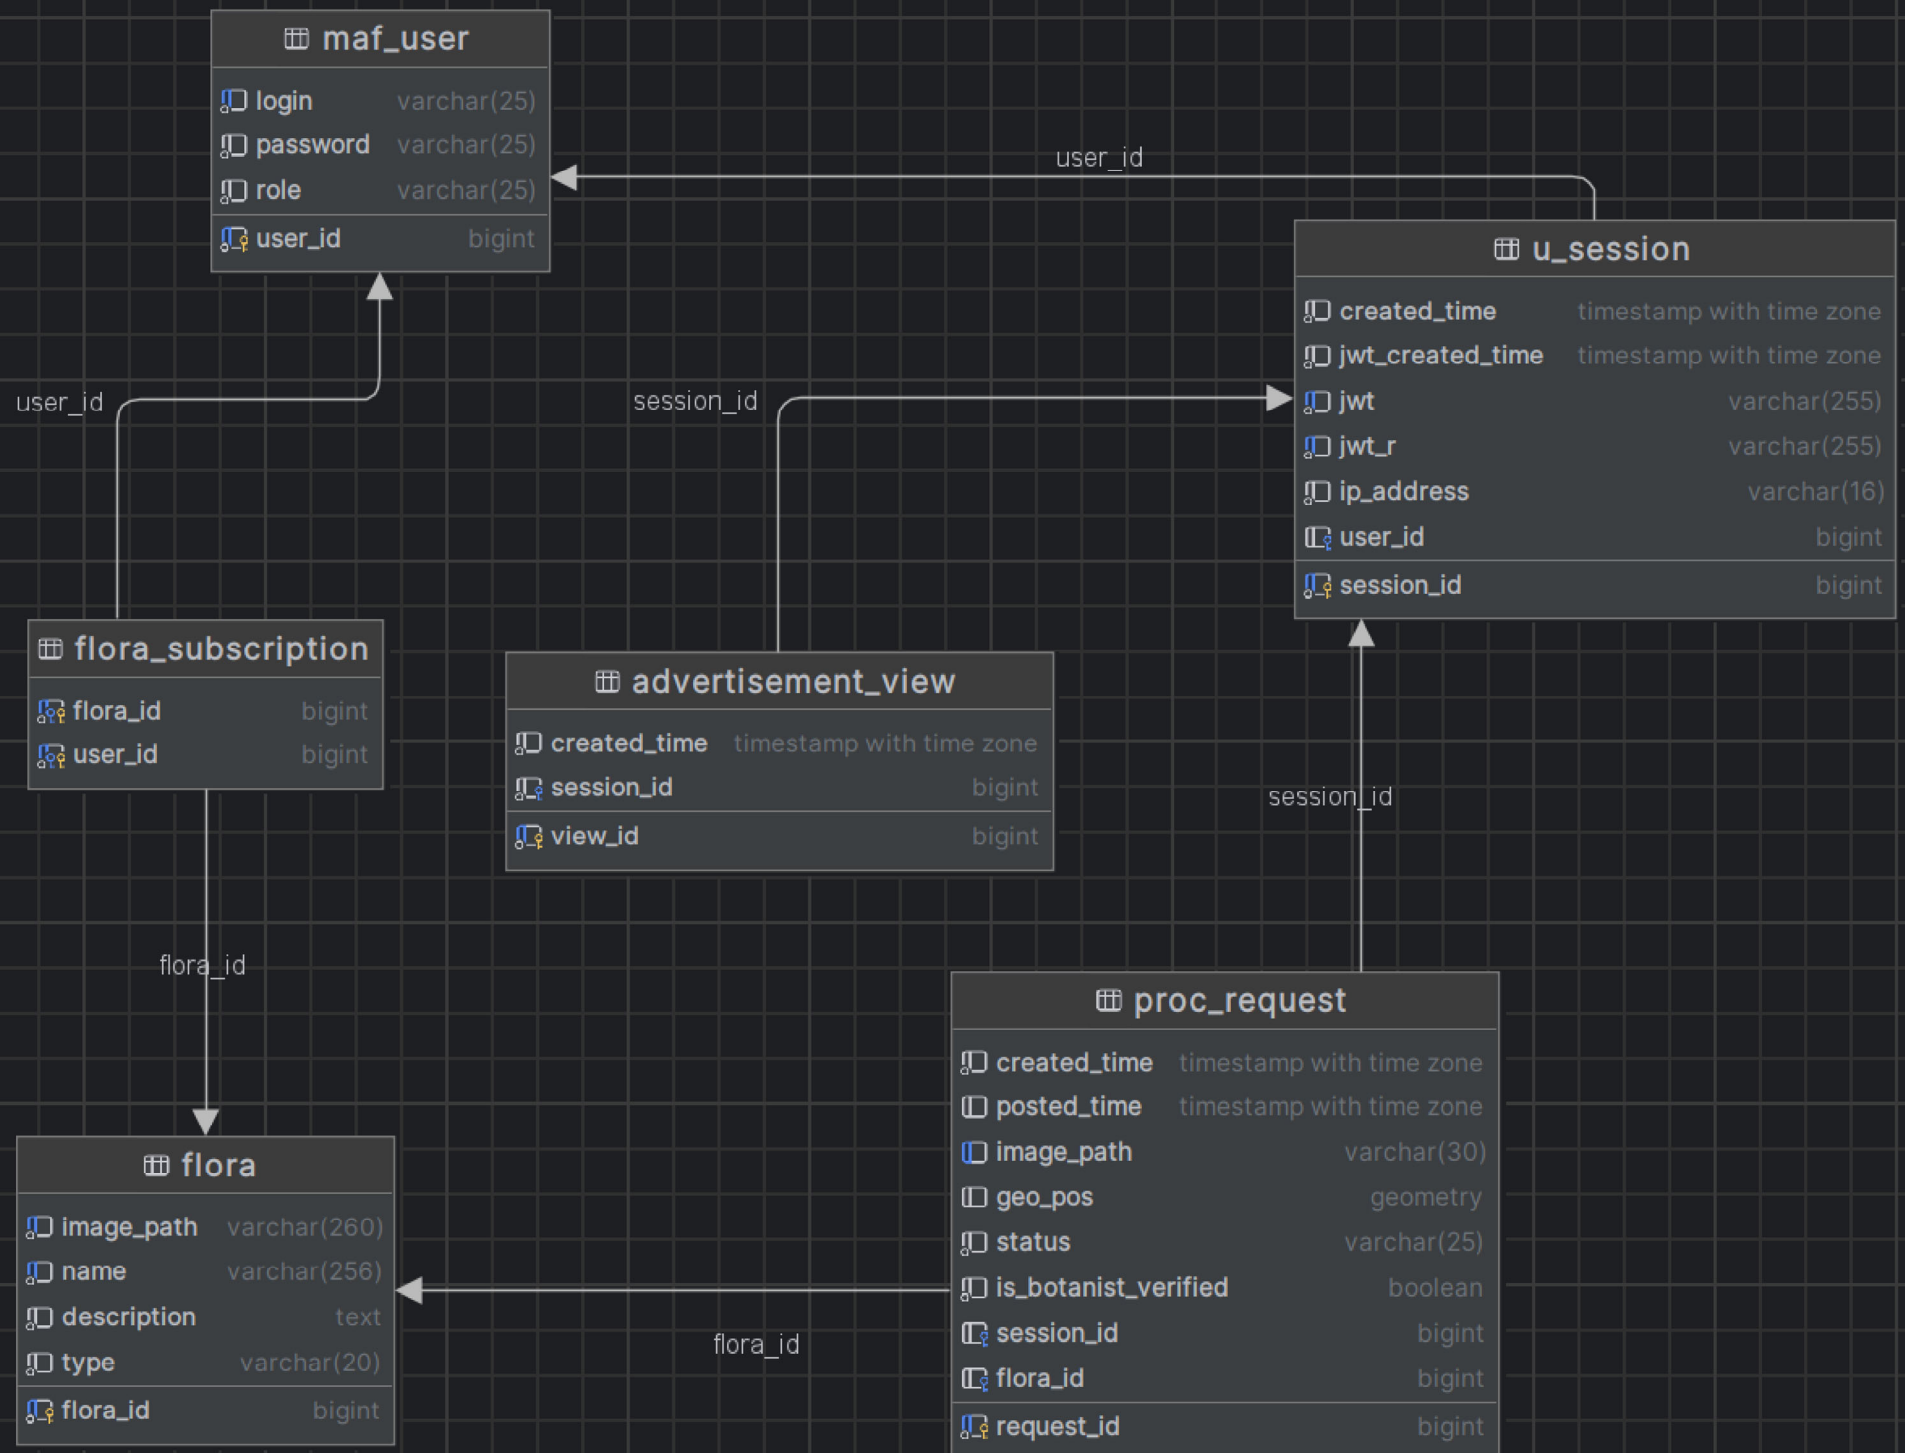 maf_user
login varchar(25)
password varchar(25)
role varchar(25)
user_id bigint
user_id
u_session
created_time timestamp with time zone
jwt_created_time timestamp with time zone
jwt varchar(255)
jwt_r varchar(255)
ip_address varchar(16)
user_id bigint
session_id bigint
user_id
session_id
flora_subscription
flora_id bigint
user_id bigint
advertisement_view
created_time timestamp with time zone
session_id bigint
view_id bigint
session_id
flora_id
proc_request
created_time timestamp with time zone
posted_time timestamp with time zone
image_path varchar(30)
geo_pos geometry
status varchar(25)
is_botanist_verified boolean
session_id bigint
flora_id bigint
request_id bigint
flora
image_path varchar(260)
name varchar(256)
description text
type varchar(20)
flora_id bigint
flora_id